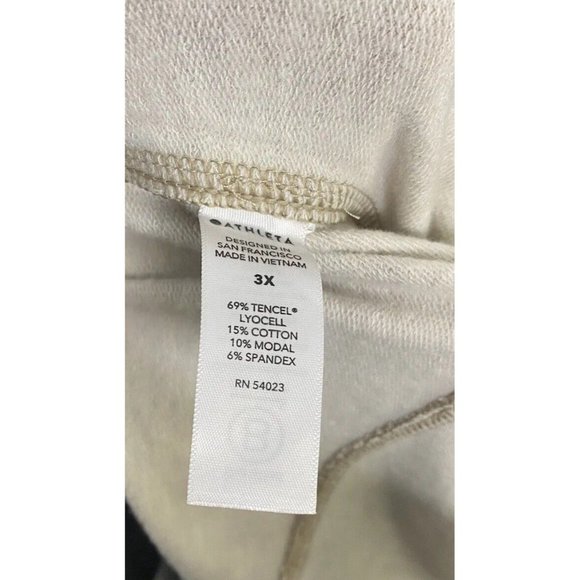 ATHLETA
DESIGNED IN
SAN FRANCISCO
MADE IN VIETNAM
3X
69% TENCEL®
LYOCELL
15% COTTON
10% MODAL
6% SPANDEX
RN 54023